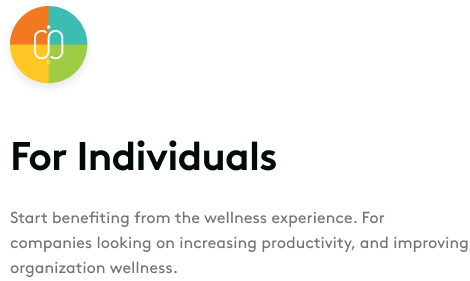 For Individuals
Start benefiting from the wellness experience. For
companies looking on increasing productivity, and improving
organization wellness.